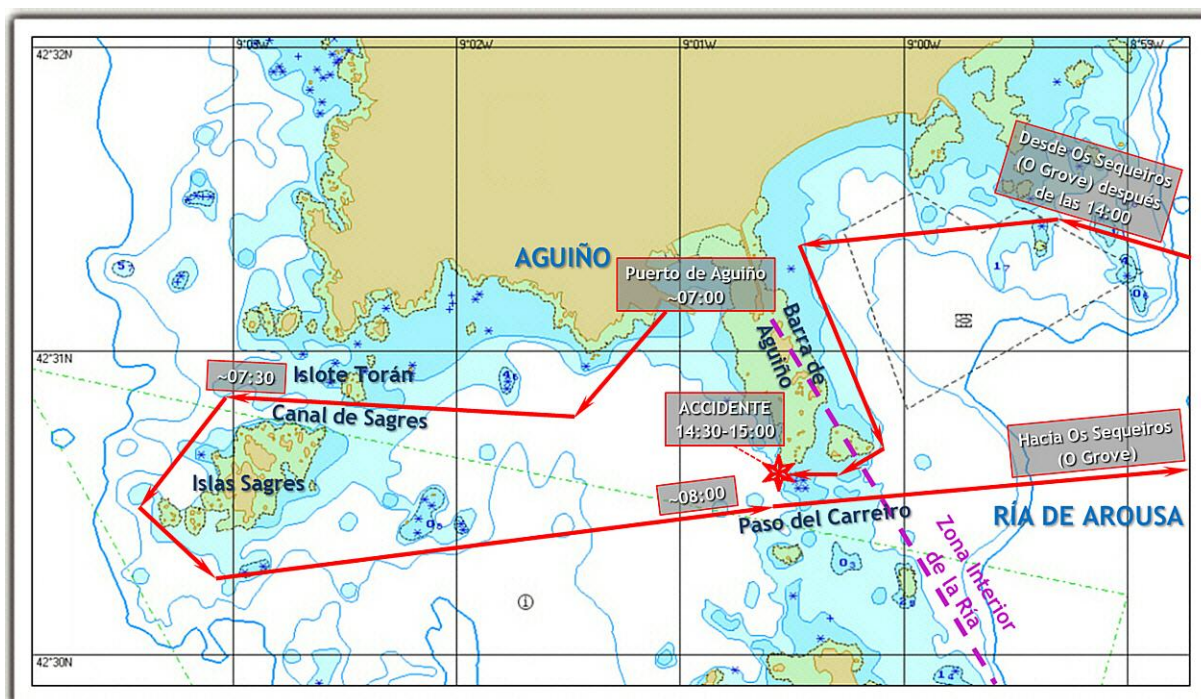 9°03W
9°02W
9°01W
9°00W
8°59W
42°32N
Desde Os Sequeiros
(O Grove) después
de las 14:00
AGUIÑO
Puerto de Aguiño
~07:00
Barra de
Aguiño
42°31N
~07:30
Islote Torán
Canal de Sagres
ACCIDENTE
14:30-15:00
Hacia Os Sequeiros
(O Grove)
Islas Sagres
~08:00
Paso del Carreiro
RÍA DE AROUSA
Zona Interior
de la Ría
1
42°30N